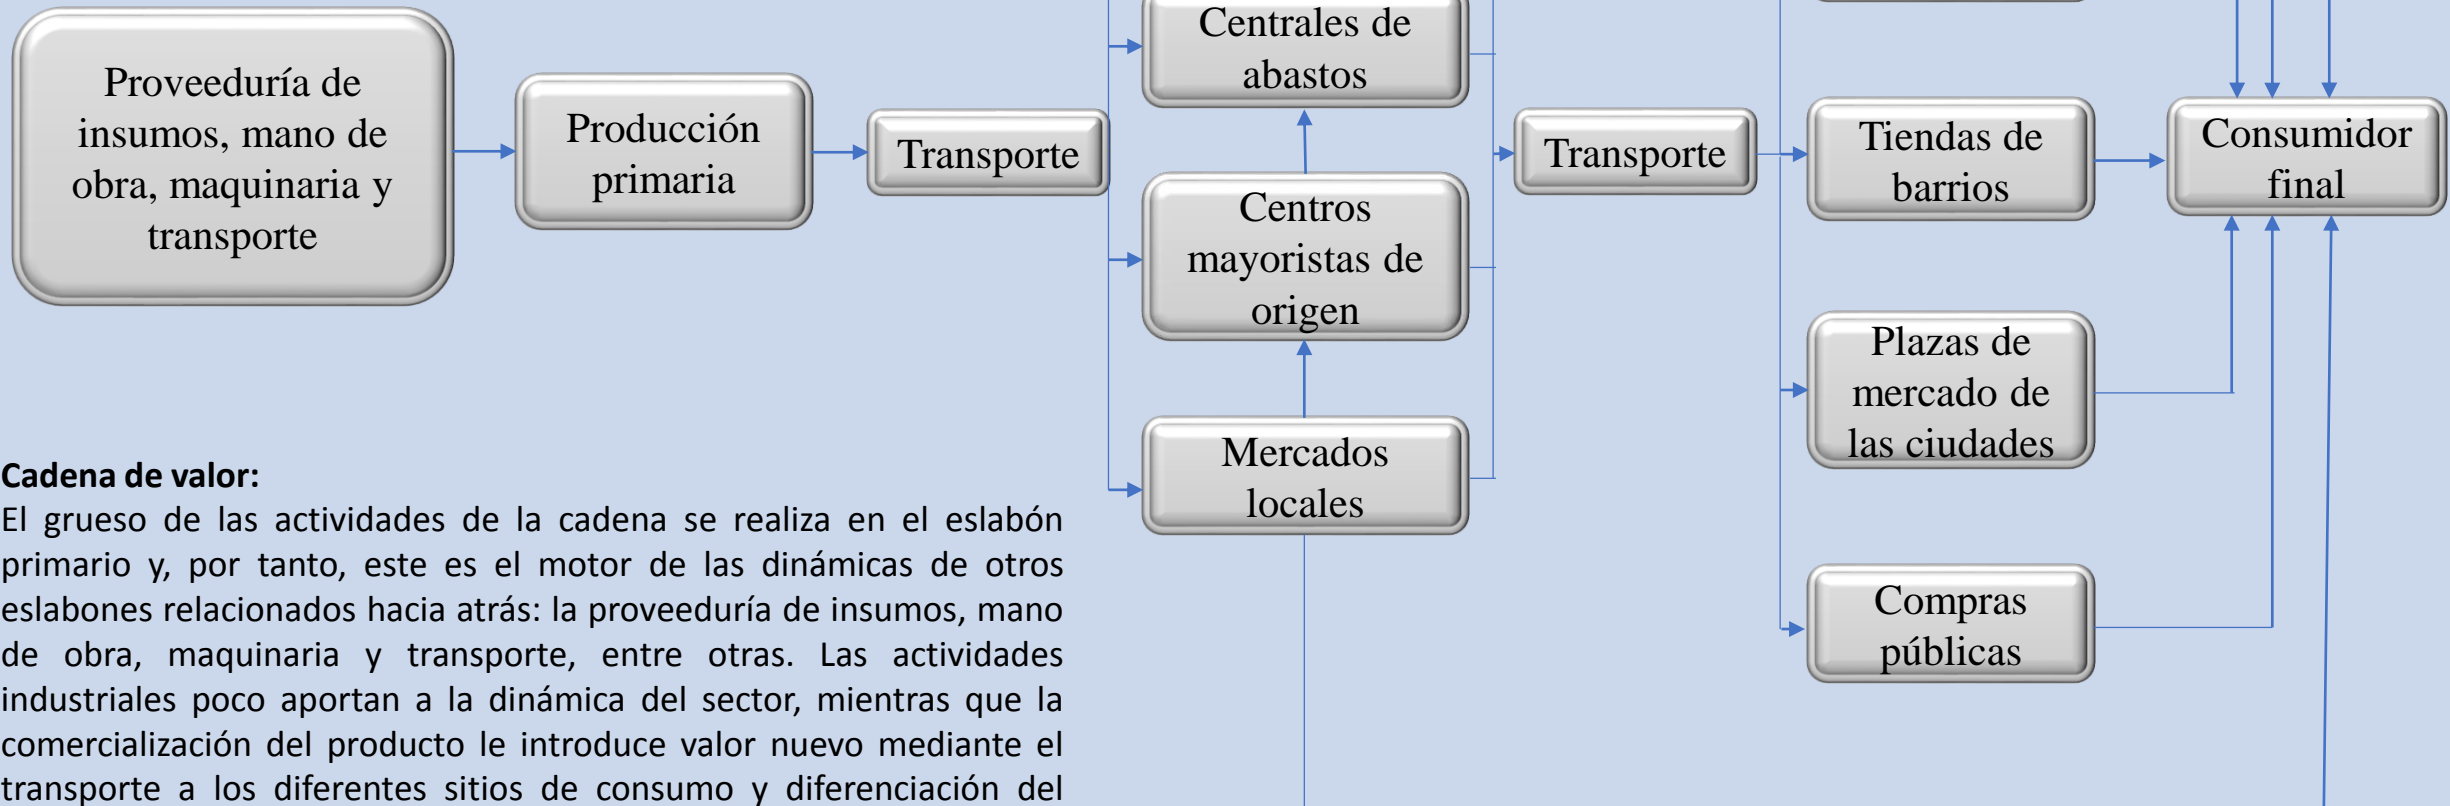 Proveeduría de
insumos, mano de
obra, maquinaria y
transporte
Producción
primaria
Transporte
Centrales de
abastos
Centros
mayoristas de
origen
Mercados
locales
Transporte
Tiendas de
barrios
Plazas de
mercado de
las ciudades
Compras
públicas
Consumidor
final
Cadena de valor:
El grueso de las actividades de la cadena se realiza en el eslabón
primario y, por tanto, este es el motor de las dinámicas de otros
eslabones relacionados hacia atrás: la proveeduría de insumos, mano
de obra, maquinaria y transporte, entre otras. Las actividades
industriales poco aportan a la dinámica del sector, mientras que la
comercialización del producto le introduce valor nuevo mediante el
transporte a los diferentes sitios de consumo y diferenciación del